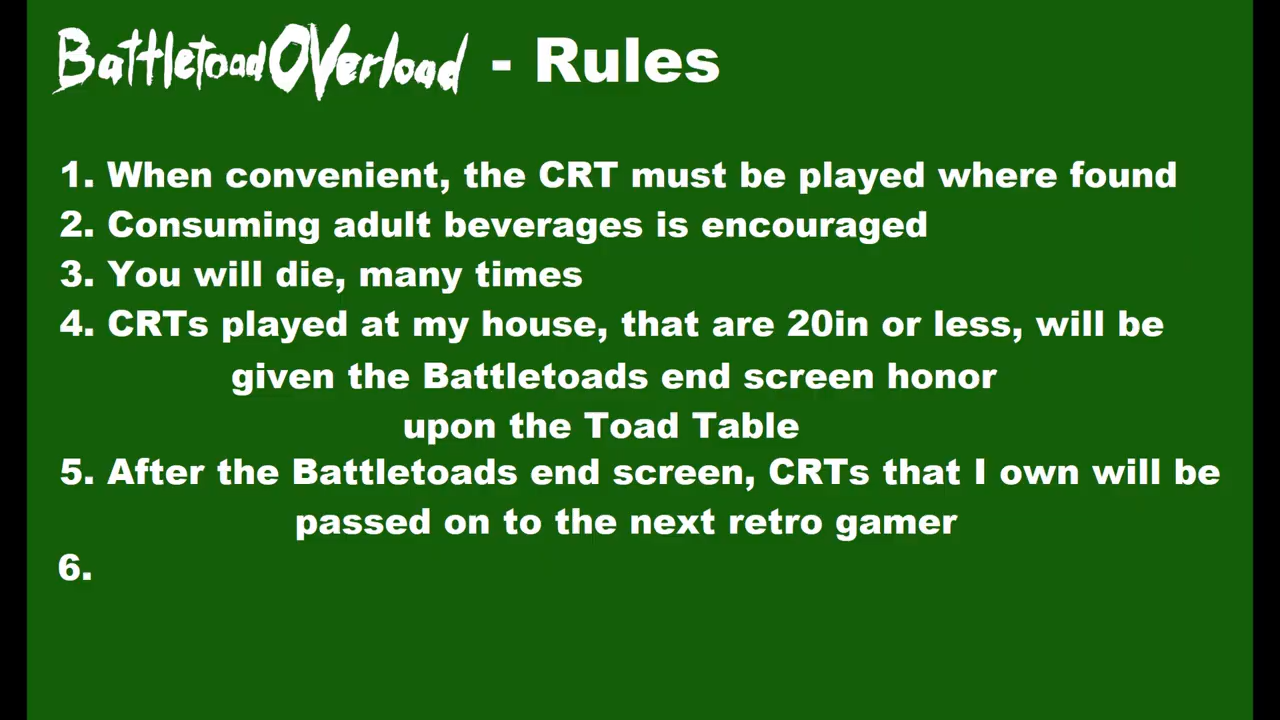 BattletoadOVerload - Rules
1. When convenient, the CRT must be played where found
2. Consuming adult beverages is encouraged
3. You will die, many times
4. CRTs played at my house, that are 20in or less, will be
given the Battletoads end screen honor
upon the Toad Table
5. After the Battletoads end screen, CRTs that I own will be
passed on to the next retro gamer
6.